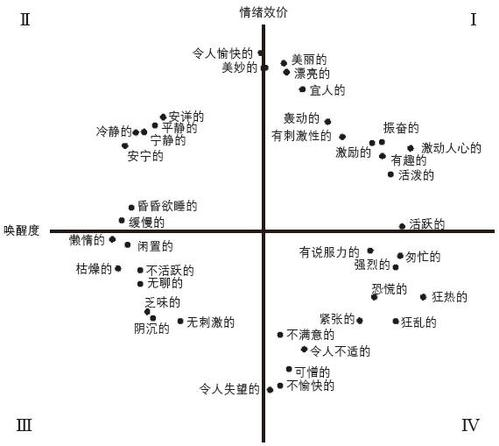 情绪效价
II
I
令人愉快的
美丽的
美妙的
漂亮的
宜人的
安详的
轰动的
平静的
冷静的
振奋的
宁静的
有刺激性的
激动人心的
激励的
安宁的
有趣的
活泼的
昏昏欲睡的
缓慢的
活跃的
唤醒度
懒惰的
闲置的
有说服力的
匆忙的
强烈的
枯燥的
不活跃的
无聊的
恐慌的
狂热的
乏味的
紧张的
狂乱的
无刺激的
阴沉的
不满意的
令人不适的
可憎的
令人失望的
不愉快的
III
IV